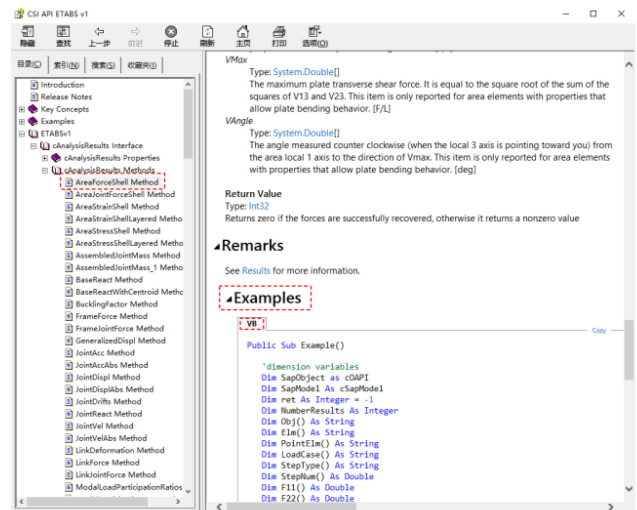 CSI API ETABS v1
隐藏 查找 上一步 前进 停止 刷新 主页 打印 选项(O)
目录(C) 索引(N) 搜索(S) 收藏夹(I)
Introduction
Release Notes
Key Concepts
Examples
ETABSv1
cAnalysisResults Interface
cAnalysisResults Properties
cAnalysisResults Methods
AreaForceShell Method
AreaJointForceShell Method
AreaStrainShell Method
AreaStrainShellLayered Metho
AreaStressShell Method
AreaStressShellLayered Metho
AssembledJointMass Method
AssembledJointMass_1 Metho
BaseReact Method
BaseReactWithCentroid Methc
BucklingFactor Method
FrameForce Method
FrameJointForce Method
GeneralizedDispl Method
JointAcc Method
JointAccAbs Method
JointDispl Method
JointDisplAbs Method
JointDrifts Method
JointReact Method
JointVel Method
JointVelAbs Method
LinkDeformation Method
LinkForce Method
LinkJointForce Method
ModalLoadParticipationRatios
VMax
Type: System.Double[]
The maximum plate transverse shear force. It is equal to the square root of the sum of the
squares of V13 and V23. This item is only reported for area elements with properties that
allow plate bending behavior. [F/L]
VAngle
Type: System.Double[]
The angle measured counter clockwise (when the local 3 axis is pointing toward you) from
the area local 1 axis to the direction of Vmax. This item is only reported for area elements
with properties that allow plate bending behavior. [deg]
Return Value
Type: Int32
Returns zero if the forces are successfully recovered, otherwise it returns a nonzero value
Remarks
See Results for more information.
Examples
VB
Copy
Public Sub Example()
'dimension variables
Dim SapObject as cOAPI
Dim SapModel As cSapModel
Dim ret As Integer = -1
Dim NumberResults As Integer
Dim Obj() As String
Dim Elm() As String
Dim PointElm() As String
Dim LoadCase() As String
Dim StepType() As String
Dim StepNum() As Double
Dim F11() As Double
Dim F22() As Double